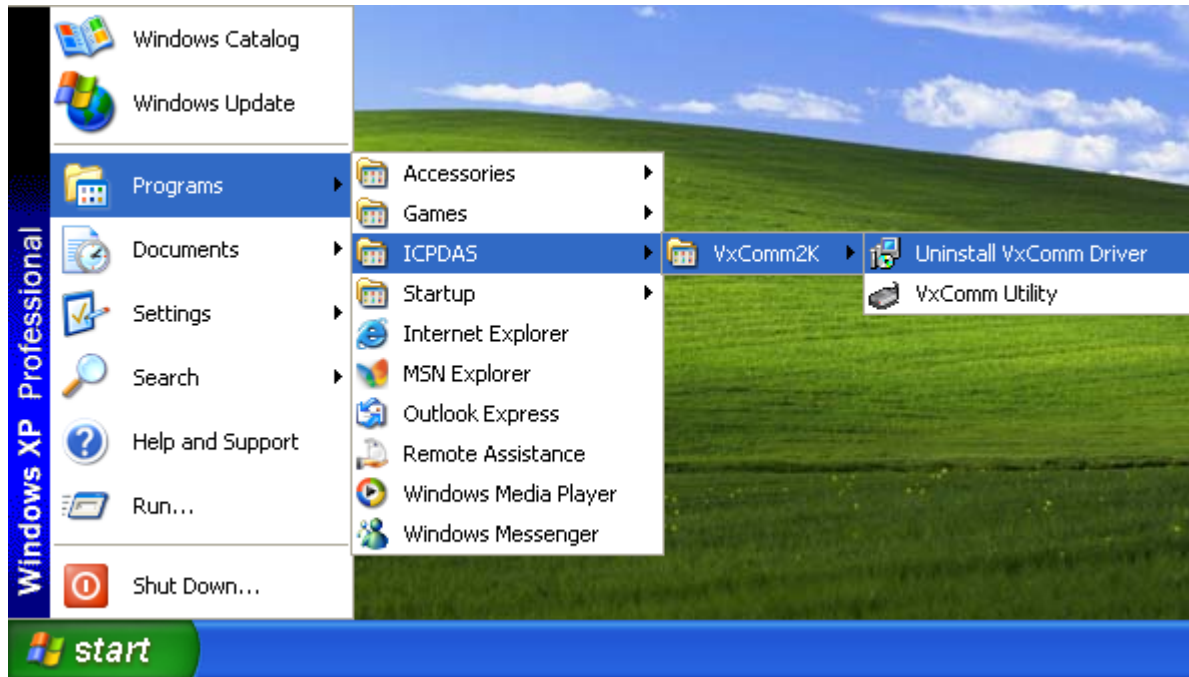 Windows XP Professional
Windows Catalog
Windows Update
Programs
Documents
Settings
Search
Help and Support
Run...
Shut Down...
Accessories
Games
ICPDAS
Startup
Internet Explorer
MSN Explorer
Outlook Express
Remote Assistance
Windows Media Player
Windows Messenger
VxComm2K
Uninstall VxComm Driver
VxComm Utility
start